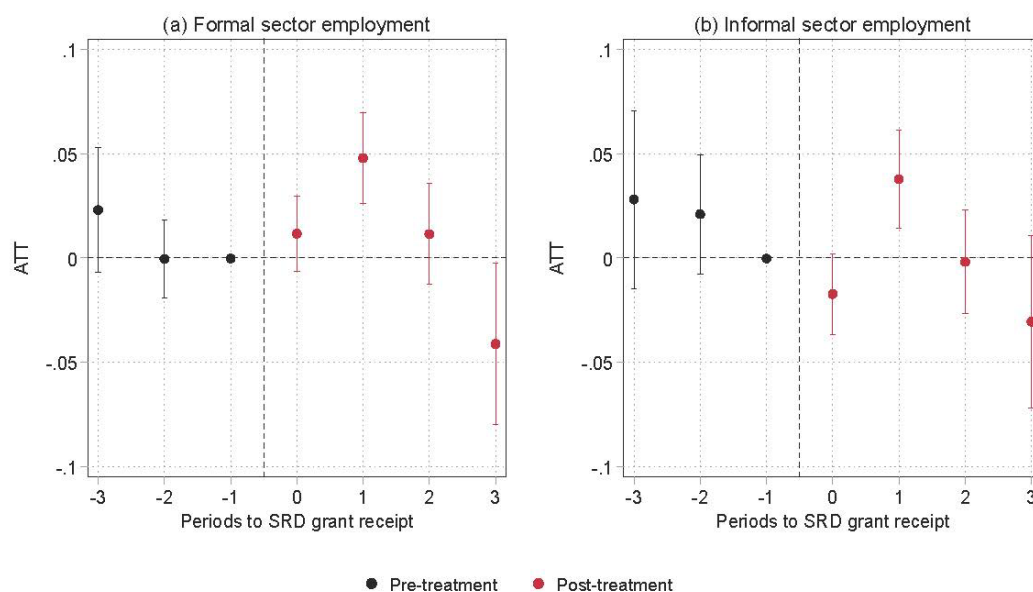 (a) Formal sector employment
.1
.05
0
-.05
-.1
ATT
-3 -2 -1 0 1 2 3
Periods to SRD grant receipt
(b) Informal sector employment
.1
.05
0
-.05
-.1
ATT
-3 -2 -1 0 1 2 3
Periods to SRD grant receipt
Pre-treatment Post-treatment